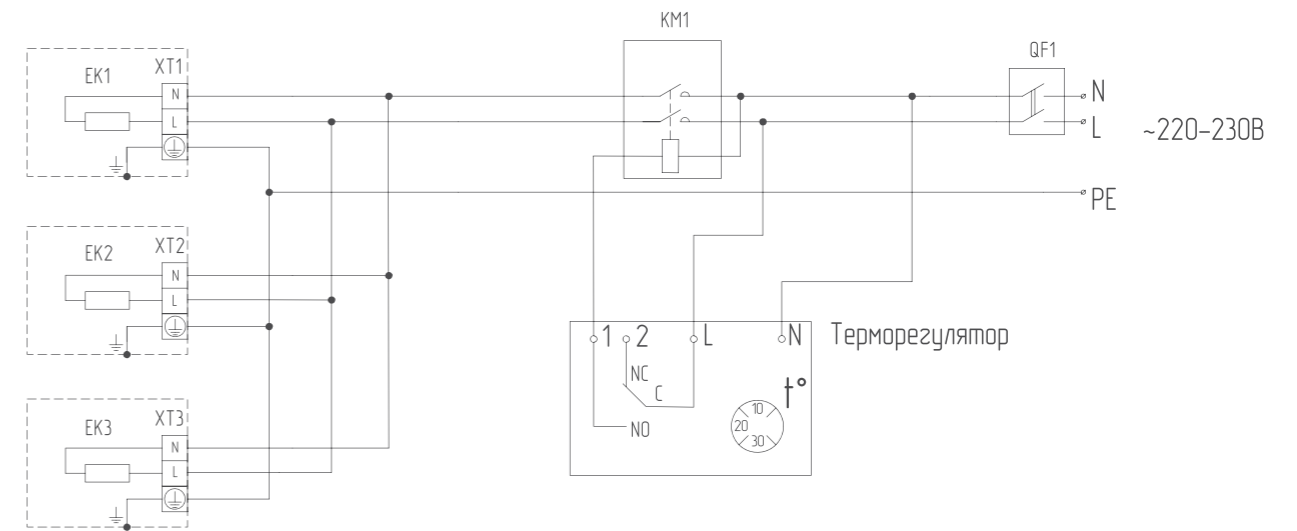 KM1
QF1
EK1 XT1
N
L
N
L
~220-230В
PE
EK2 XT2
N
L
1 2 L N Терморегулятор
NC
C
NO
t°
10
20
30
EK3 XT3
N
L